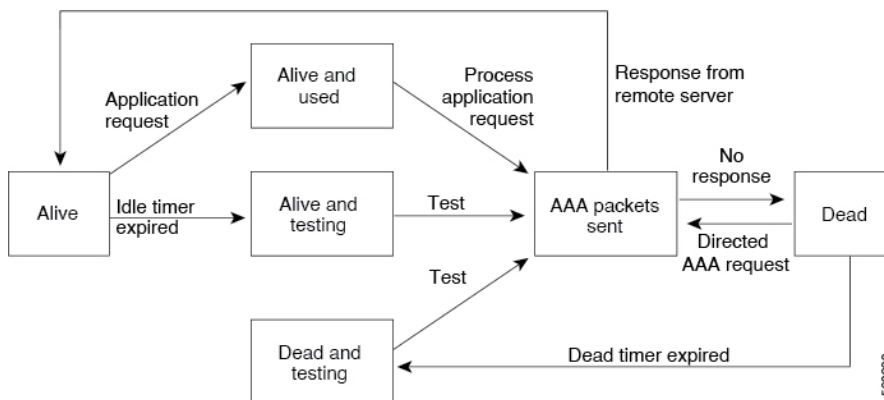 Alive and
used
Process
application
request
Response from
remote server
Application
request
No
response
Alive
Idle timer
expired
Alive and
testing
Test
AAA packets
sent
Dead
Directed
AAA request
Test
Dead and
testing
Dead timer expired